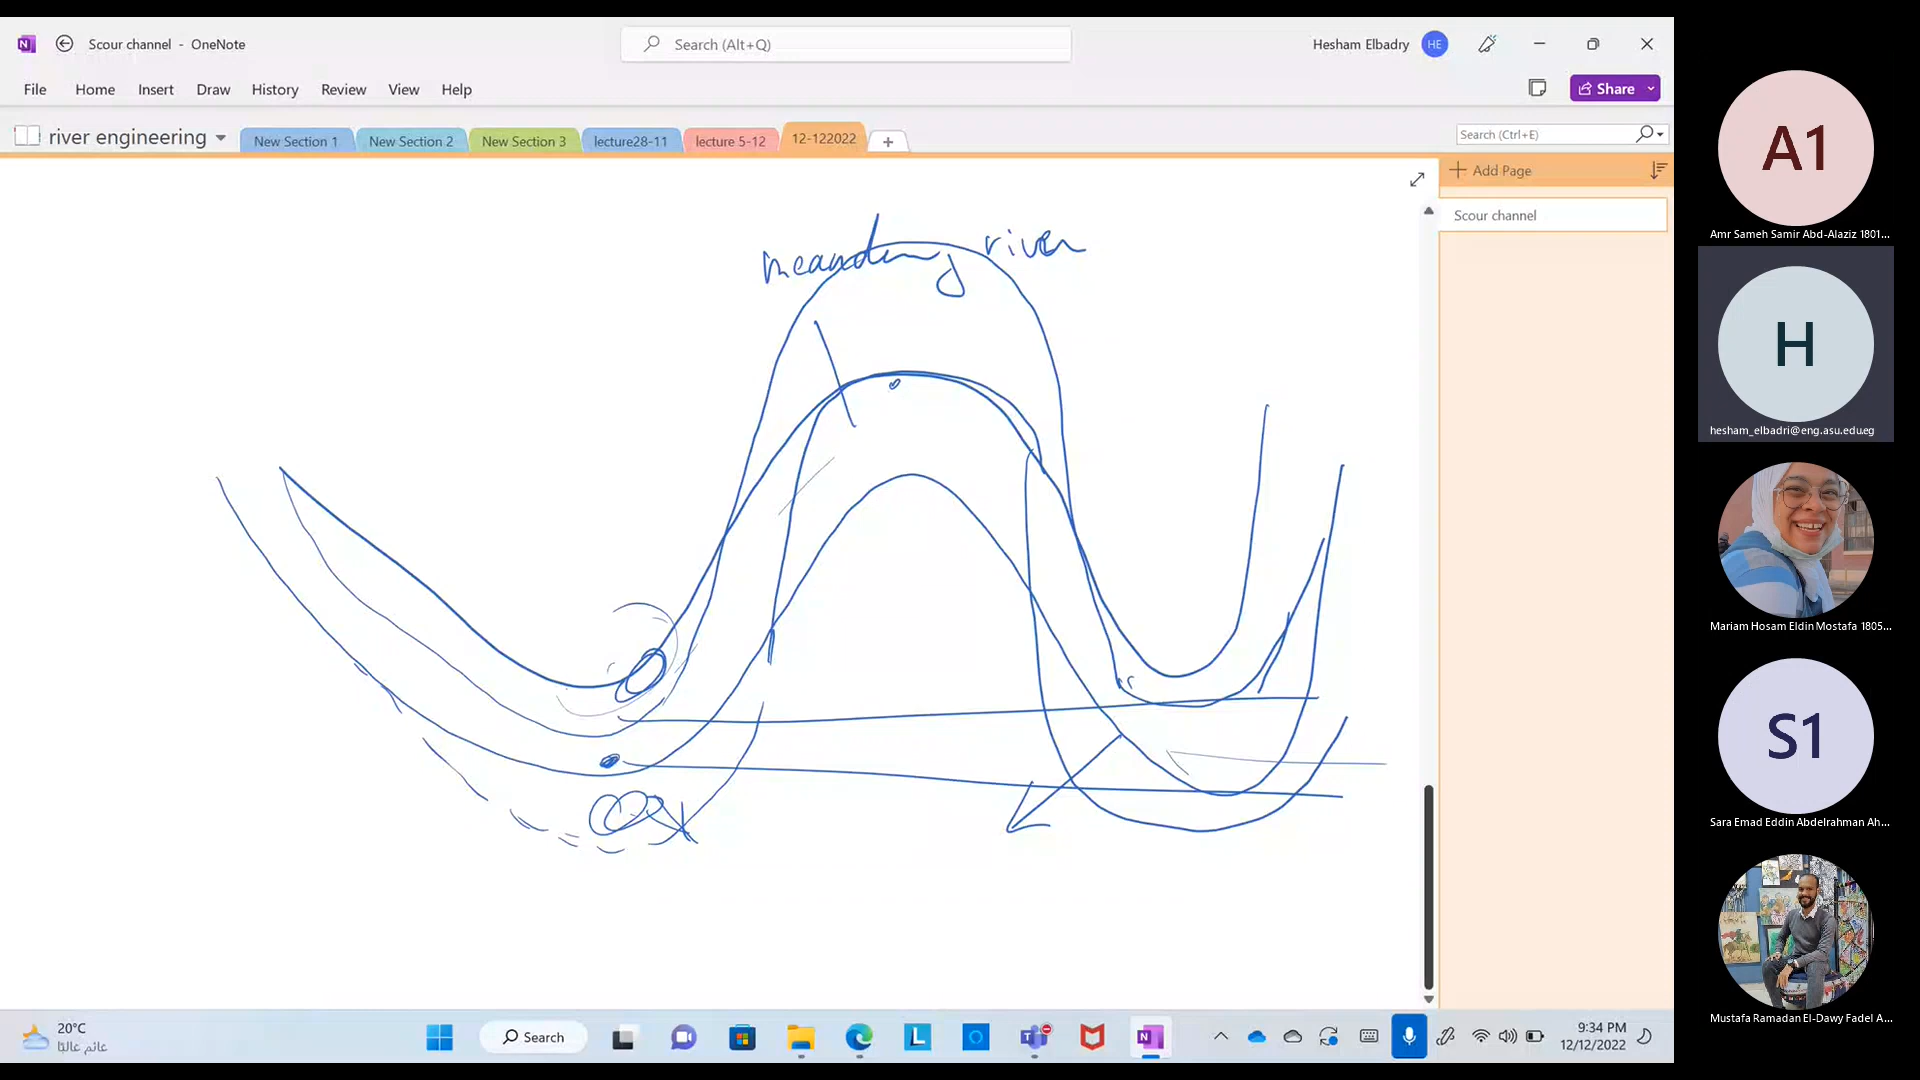 Scour channel - OneNote
Search (Alt+Q)
Hesham Elbadry
HE
File Home Insert Draw History Review View Help
Share
river engineering
New Section 1
New Section 2
New Section 3
lecture28-11
lecture 5-12
12-122022
Search (Ctrl+E)
Add Page
Scour channel
meanding river
A1
Amr Sameh Samir Abd-Alaziz 1801...
H
hesham_elbadri@eng.asu.edu.eg
Mariam Hosam Eldin Mostafa 1805...
S1
Sara Emad Eddin Abdelrahman Ah...
Mustafa Ramadan El-Dawy Fadel A...
20°C
غائم غالبًا
Search
9:34 PM
12/12/2022